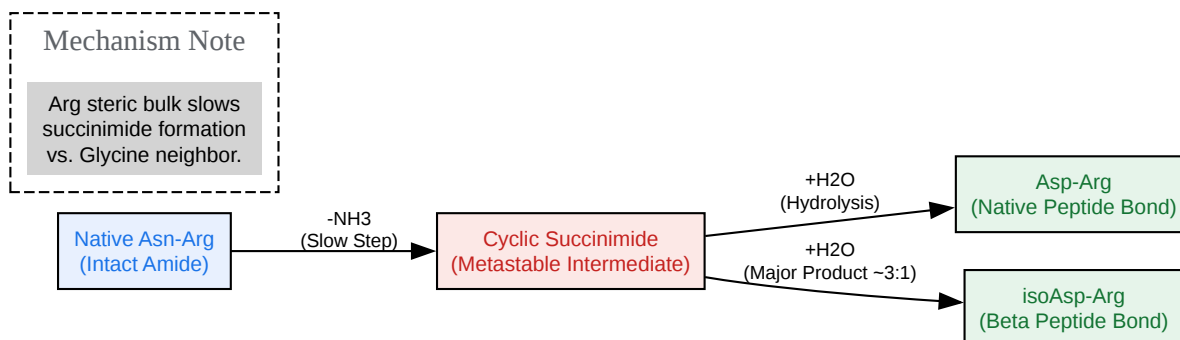 Mechanism Note
Arg steric bulk slows
succinimide formation
vs. Glycine neighbor.
Native Asn-Arg
(Intact Amide)
-NH3
(Slow Step)
Cyclic Succinimide
(Metastable Intermediate)
+H2O
(Hydrolysis)
Asp-Arg
(Native Peptide Bond)
+H2O
(Major Product ~3:1)
isoAsp-Arg
(Beta Peptide Bond)